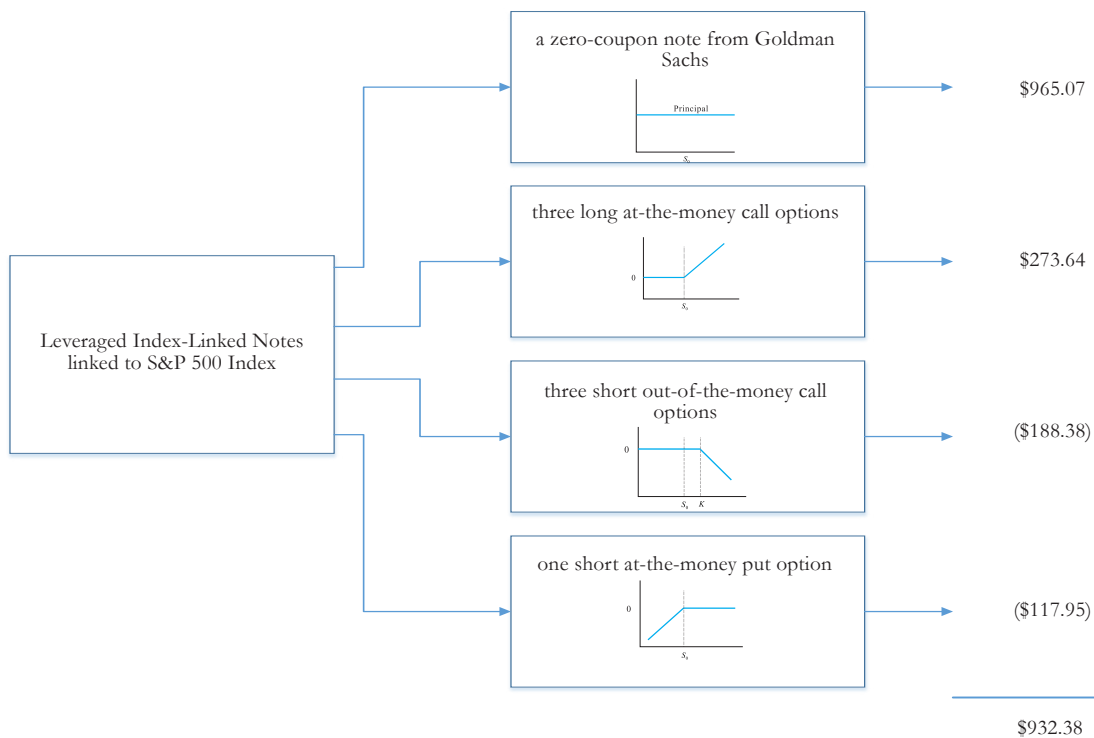 a zero-coupon note from Goldman
Sachs
Principal
S₀
$965.07
three long at-the-money call options
0
S₀
$273.64
Leveraged Index-Linked Notes
linked to S&P 500 Index
three short out-of-the-money call
options
0
S₀ K
($188.38)
one short at-the-money put option
0
S₀
($117.95)
$932.38